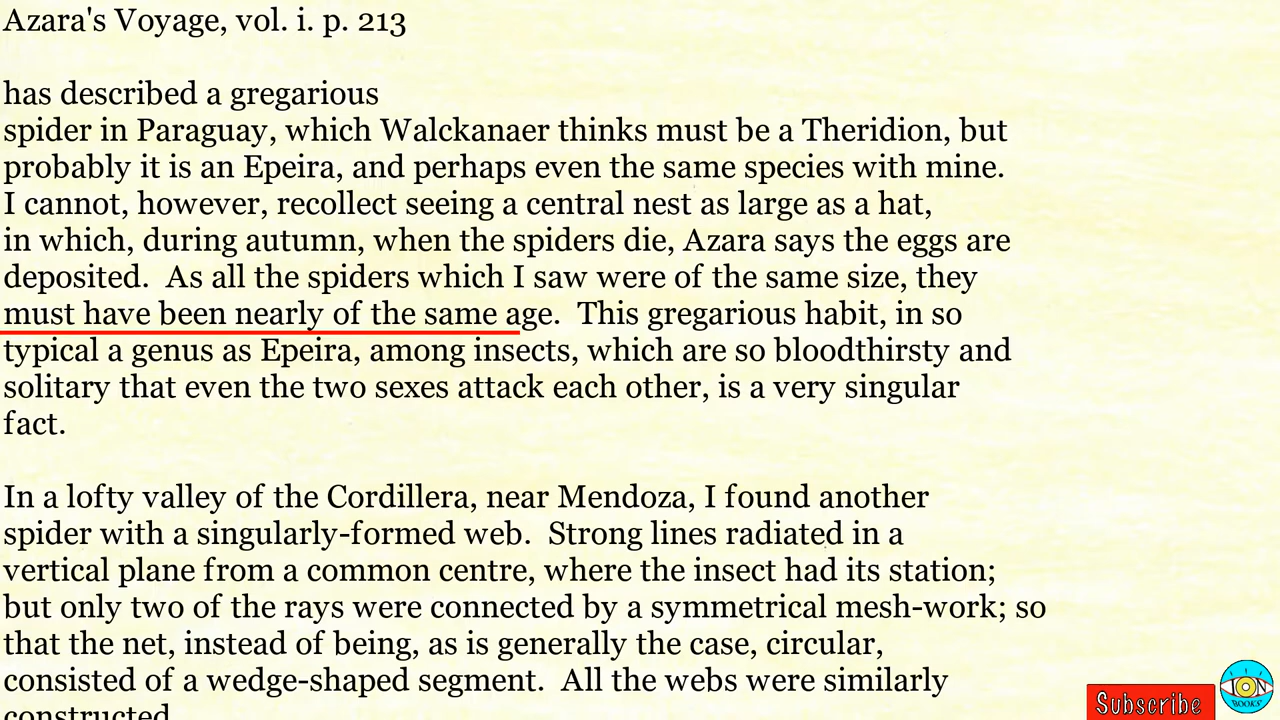 Azara's Voyage, vol. i. p. 213
has described a gregarious
spider in Paraguay, which Walckanaer thinks must be a Theridion, but
probably it is an Epeira, and perhaps even the same species with mine.
I cannot, however, recollect seeing a central nest as large as a hat,
in which, during autumn, when the spiders die, Azara says the eggs are
deposited.  As all the spiders which I saw were of the same size, they
must have been nearly of the same age.  This gregarious habit, in so
typical a genus as Epeira, among insects, which are so bloodthirsty and
solitary that even the two sexes attack each other, is a very singular
fact.
In a lofty valley of the Cordillera, near Mendoza, I found another
spider with a singularly-formed web.  Strong lines radiated in a
vertical plane from a common centre, where the insect had its station;
but only two of the rays were connected by a symmetrical mesh-work; so
that the net, instead of being, as is generally the case, circular,
consisted of a wedge-shaped segment.  All the webs were similarly
constructed.
Subscribe
ION
BOOKS